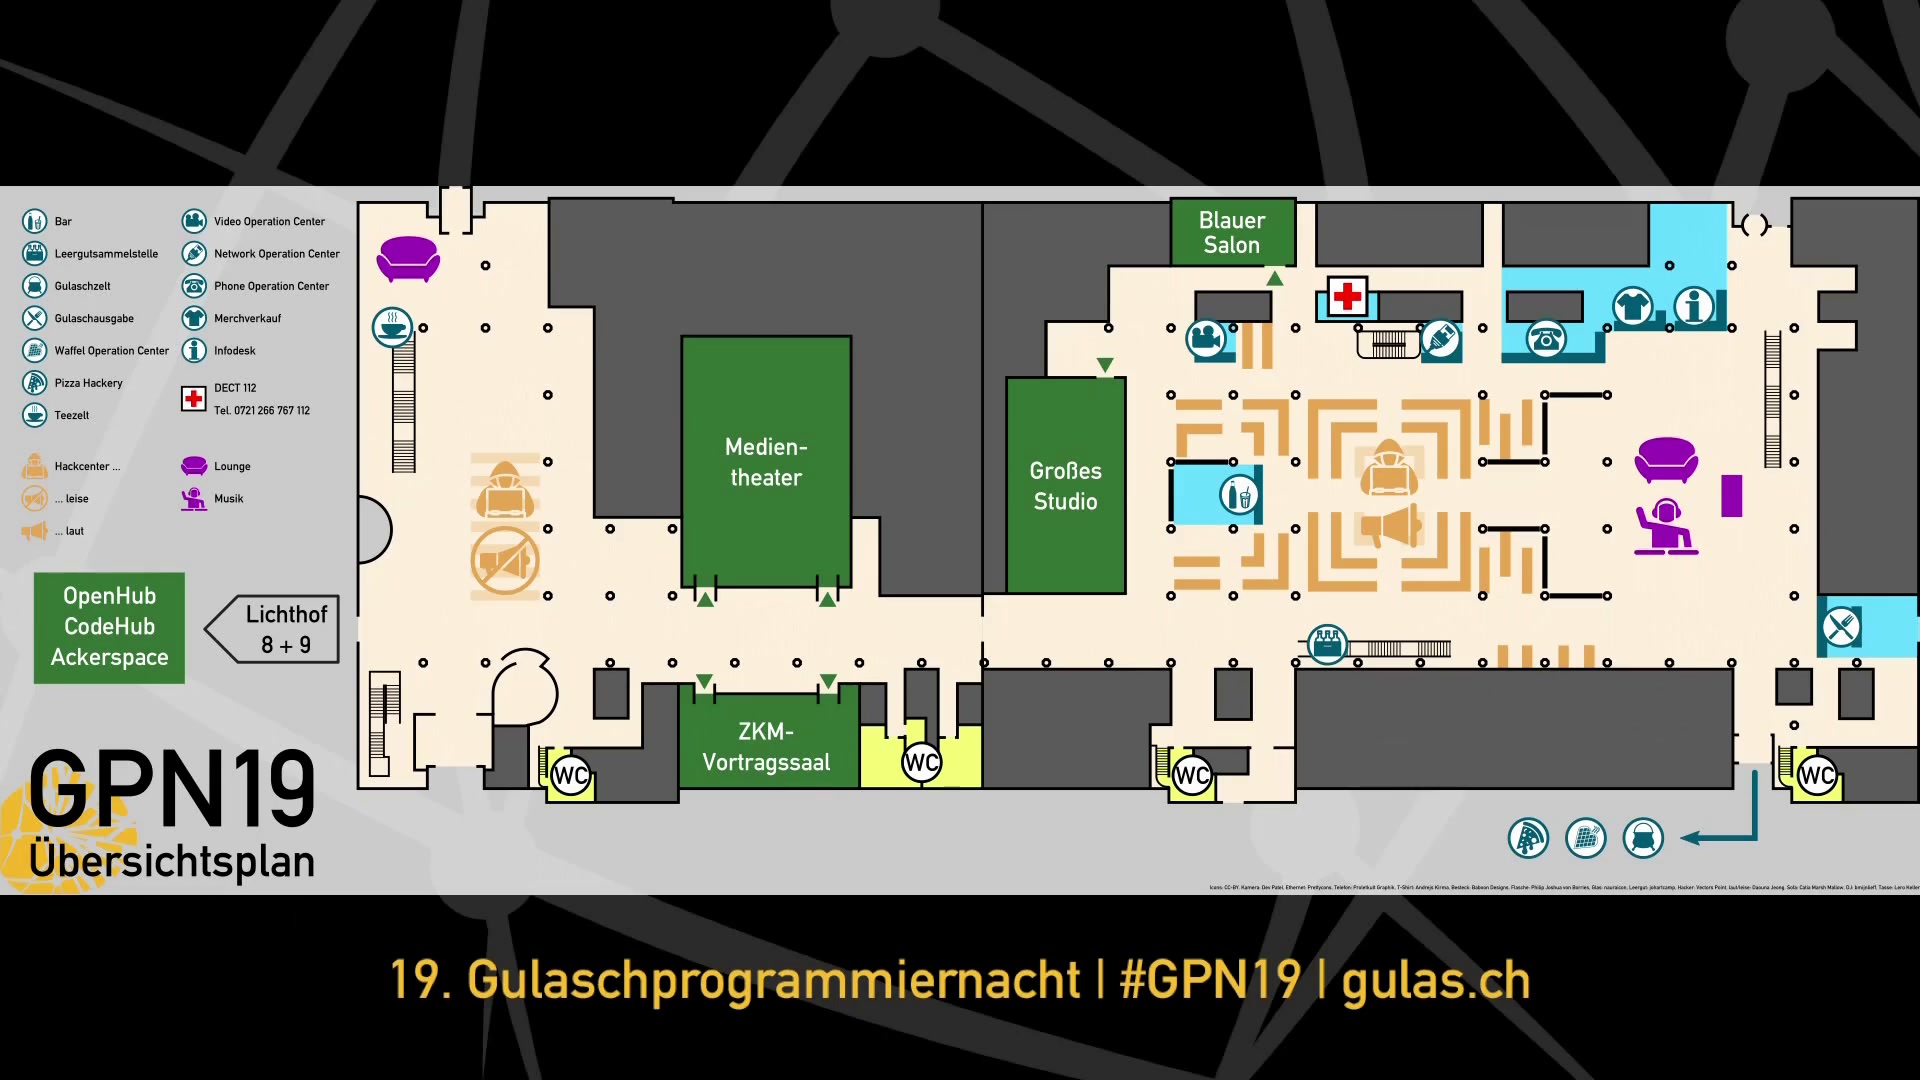 Bar
Leergutsammelstelle
Gulaschzelt
Gulaschausgabe
Waffel Operation Center
Pizza Hackery
Teezelt
Video Operation Center
Network Operation Center
Phone Operation Center
Merchverkauf
Infodesk
DECT 112
Tel. 0721 266 767 112
Hackcenter ...
... leise
... laut
Lounge
Musik
OpenHub
CodeHub
Ackerspace
Lichthof
8 + 9
GPN19
Übersichtsplan
Medien-
theater
Großes
Studio
Blauer
Salon
ZKM-
Vortragssaal
WC
WC
WC
WC
19. Gulaschprogrammiernacht | #GPN19 | gulas.ch